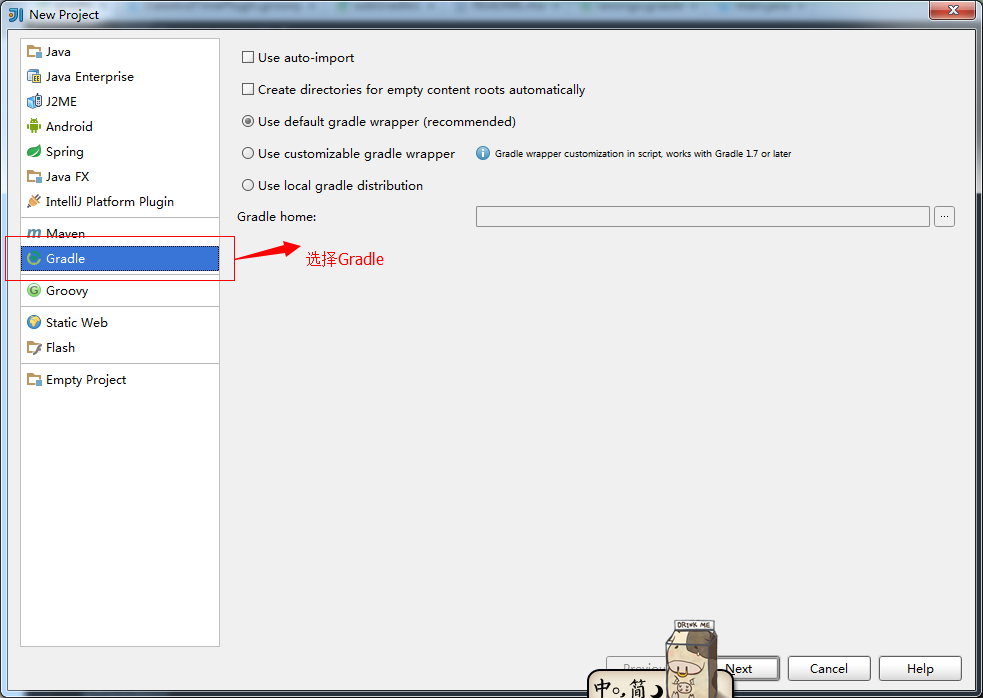 New Project
Java
Java Enterprise
J2ME
Android
Spring
Java FX
IntelliJ Platform Plugin
Maven
Gradle
Groovy
Static Web
Flash
Empty Project
Use auto-import
Create directories for empty content roots automatically
Use default gradle wrapper (recommended)
Use customizable gradle wrapper
Gradle wrapper customization in script, works with Gradle 1.7 or later
Use local gradle distribution
Gradle home:
...
选择Gradle
DRINK ME
Next
Cancel
Help
中 简